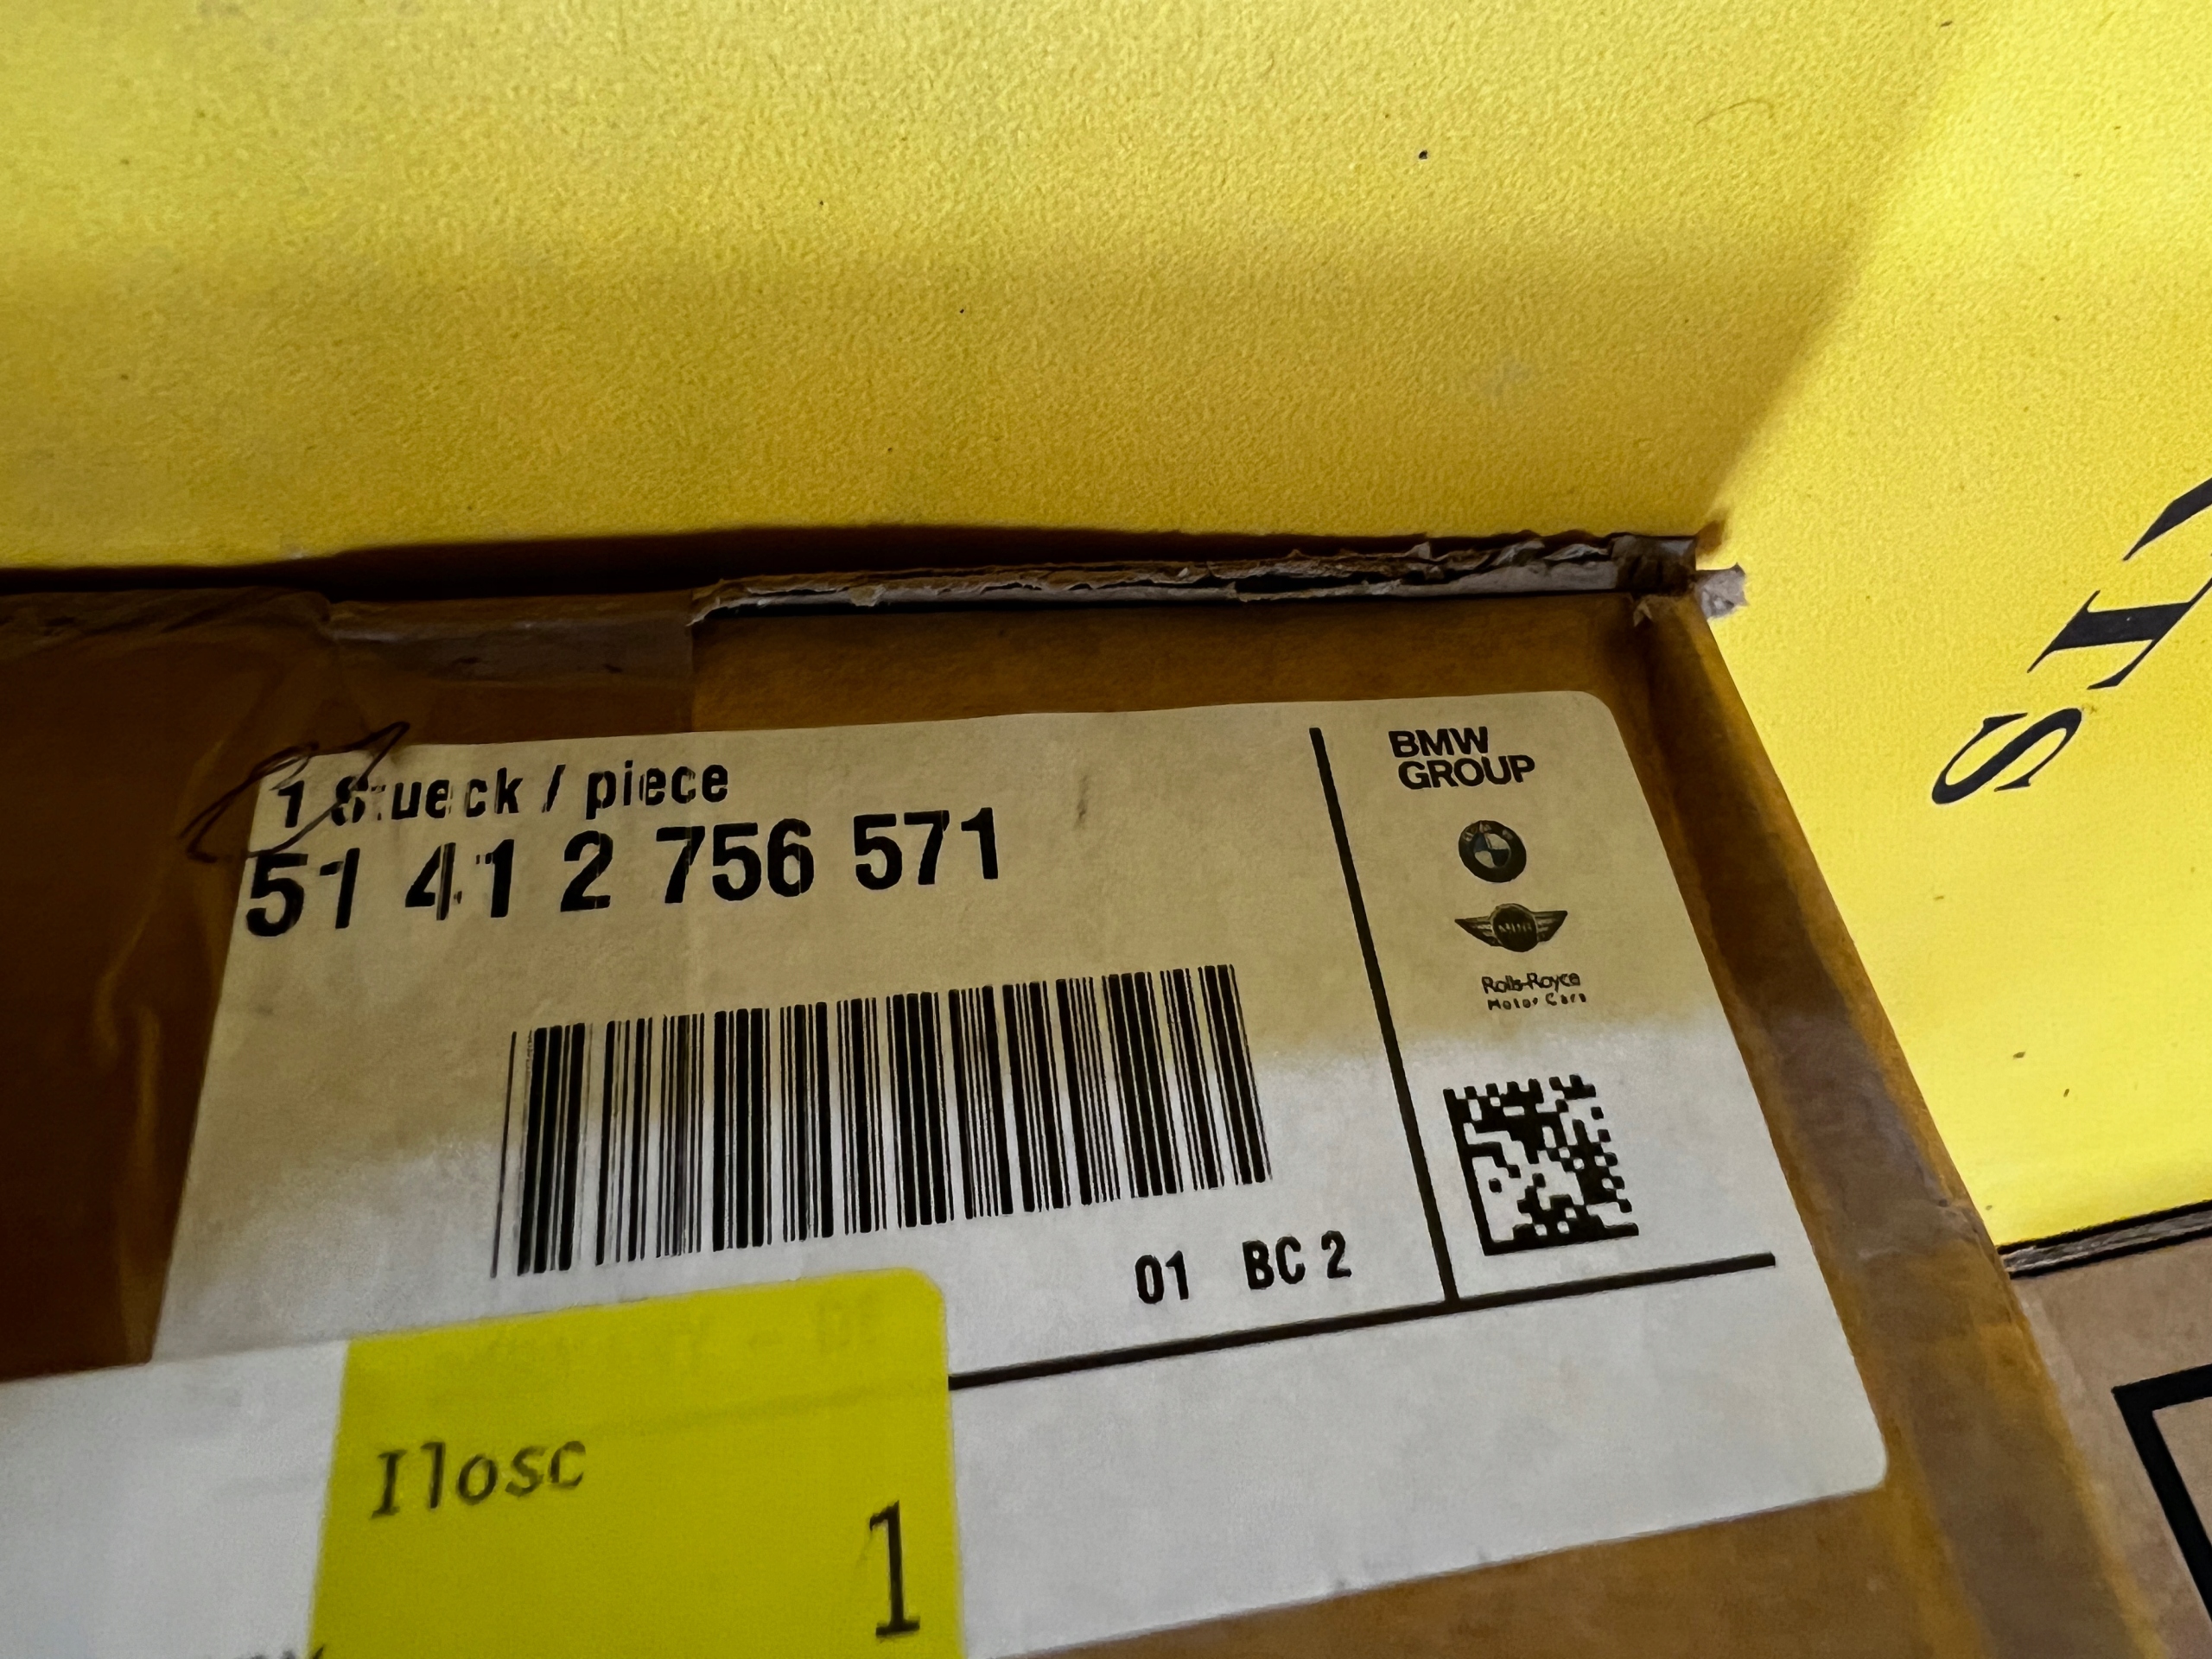 1 Stueck / piece
51 41 2 756 571
BMW
GROUP
MINI
Rolls-Royce
Motor Cars
01 BC 2
Ilosc
1